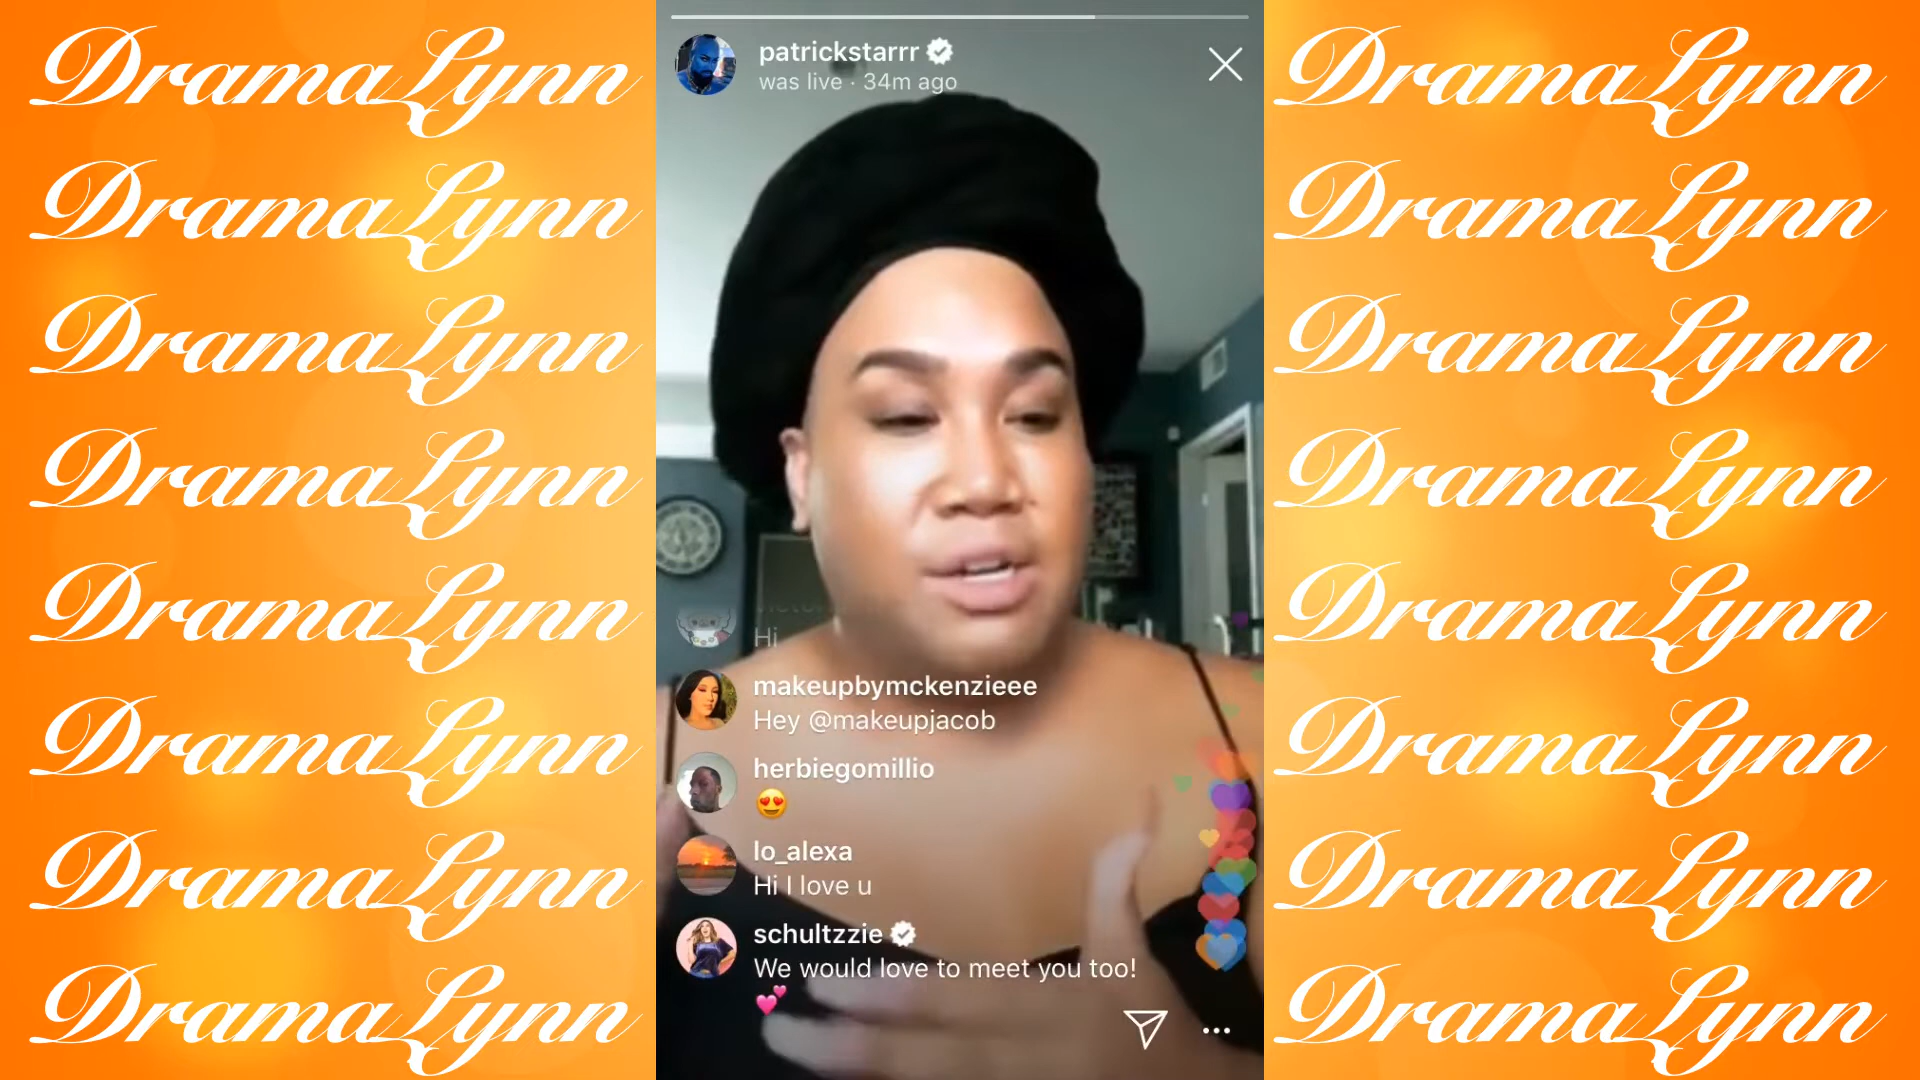 DramaLynn
DramaLynn
DramaLynn
DramaLynn
DramaLynn
DramaLynn
DramaLynn
DramaLynn
patrickstarrr
was live · 34m ago
Hi
makeupbymckenzieee
Hey @makeupjacob
herbiegomillio
😍
lo_alexa
Hi I love u
schultzzie
We would love to meet you too!
💕
DramaLynn
DramaLynn
DramaLynn
DramaLynn
DramaLynn
DramaLynn
DramaLynn
DramaLynn